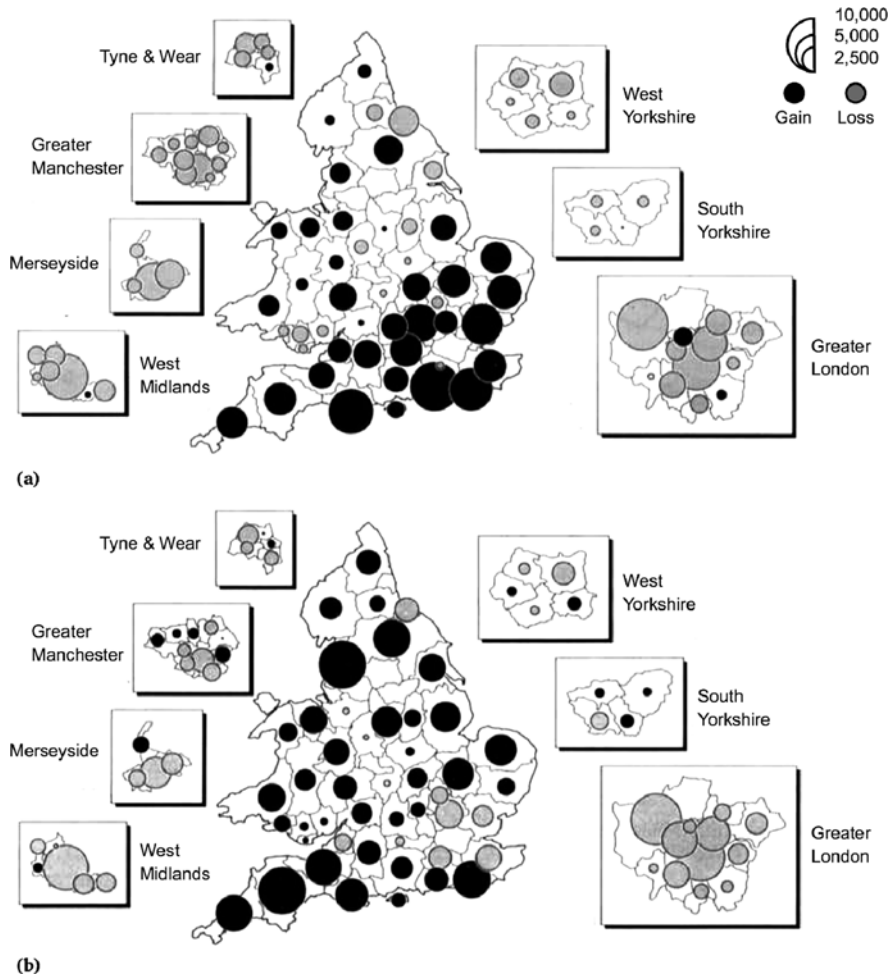 10,000
5,000
2,500
Gain
Loss
Tyne & Wear
West
Yorkshire
Greater
Manchester
South
Yorkshire
Merseyside
West
Midlands
Greater
London
(a)
Tyne & Wear
West
Yorkshire
Greater
Manchester
South
Yorkshire
Merseyside
West
Midlands
Greater
London
(b)